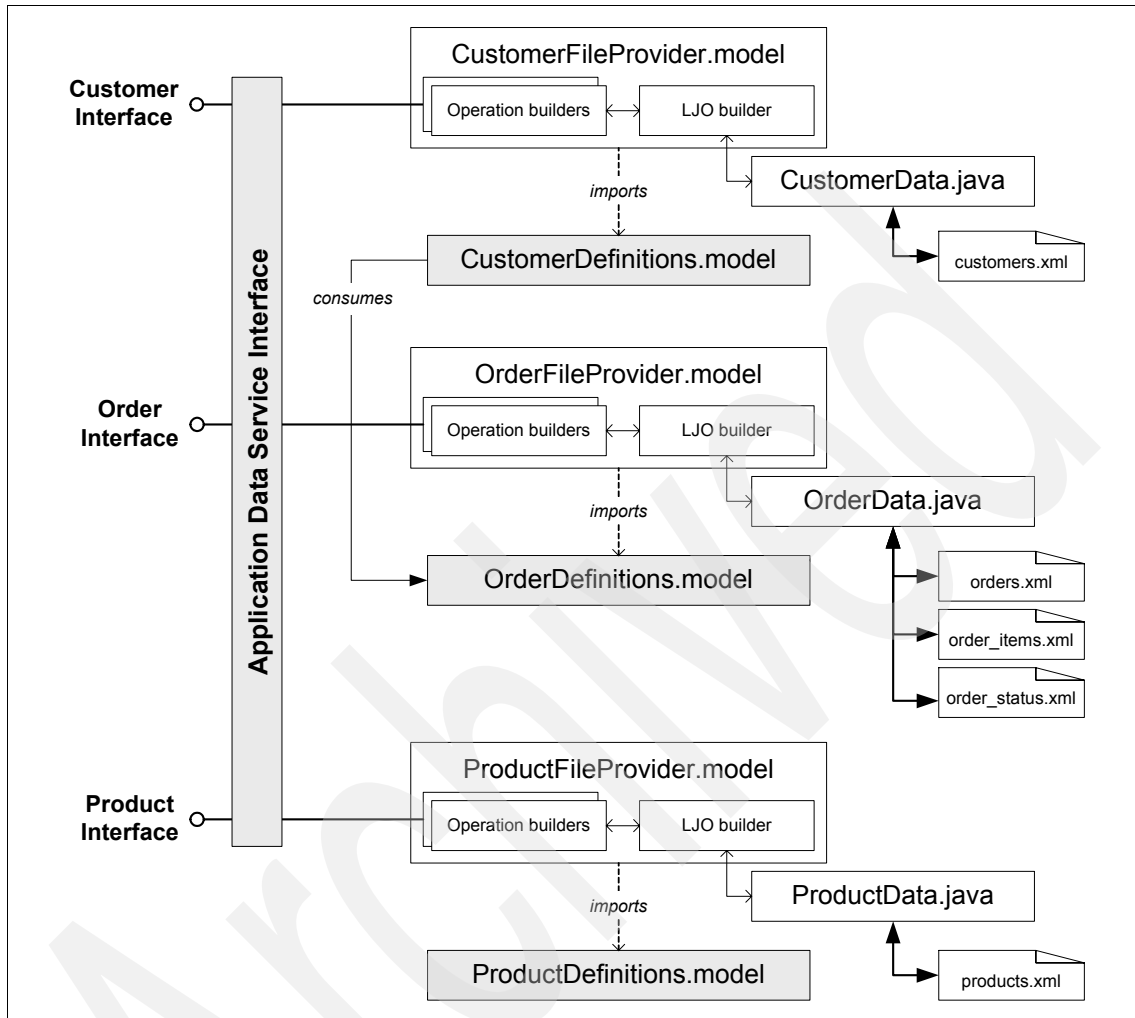 CustomerFileProvider.model
Customer
Interface
Operation builders
LJO builder
imports
CustomerData.java
CustomerDefinitions.model
customers.xml
consumes
Application Data Service Interface
OrderFileProvider.model
Order
Interface
Operation builders
LJO builder
imports
OrderData.java
OrderDefinitions.model
orders.xml
order_items.xml
order_status.xml
ProductFileProvider.model
Product
Interface
Operation builders
LJO builder
imports
ProductData.java
ProductDefinitions.model
products.xml
Archived